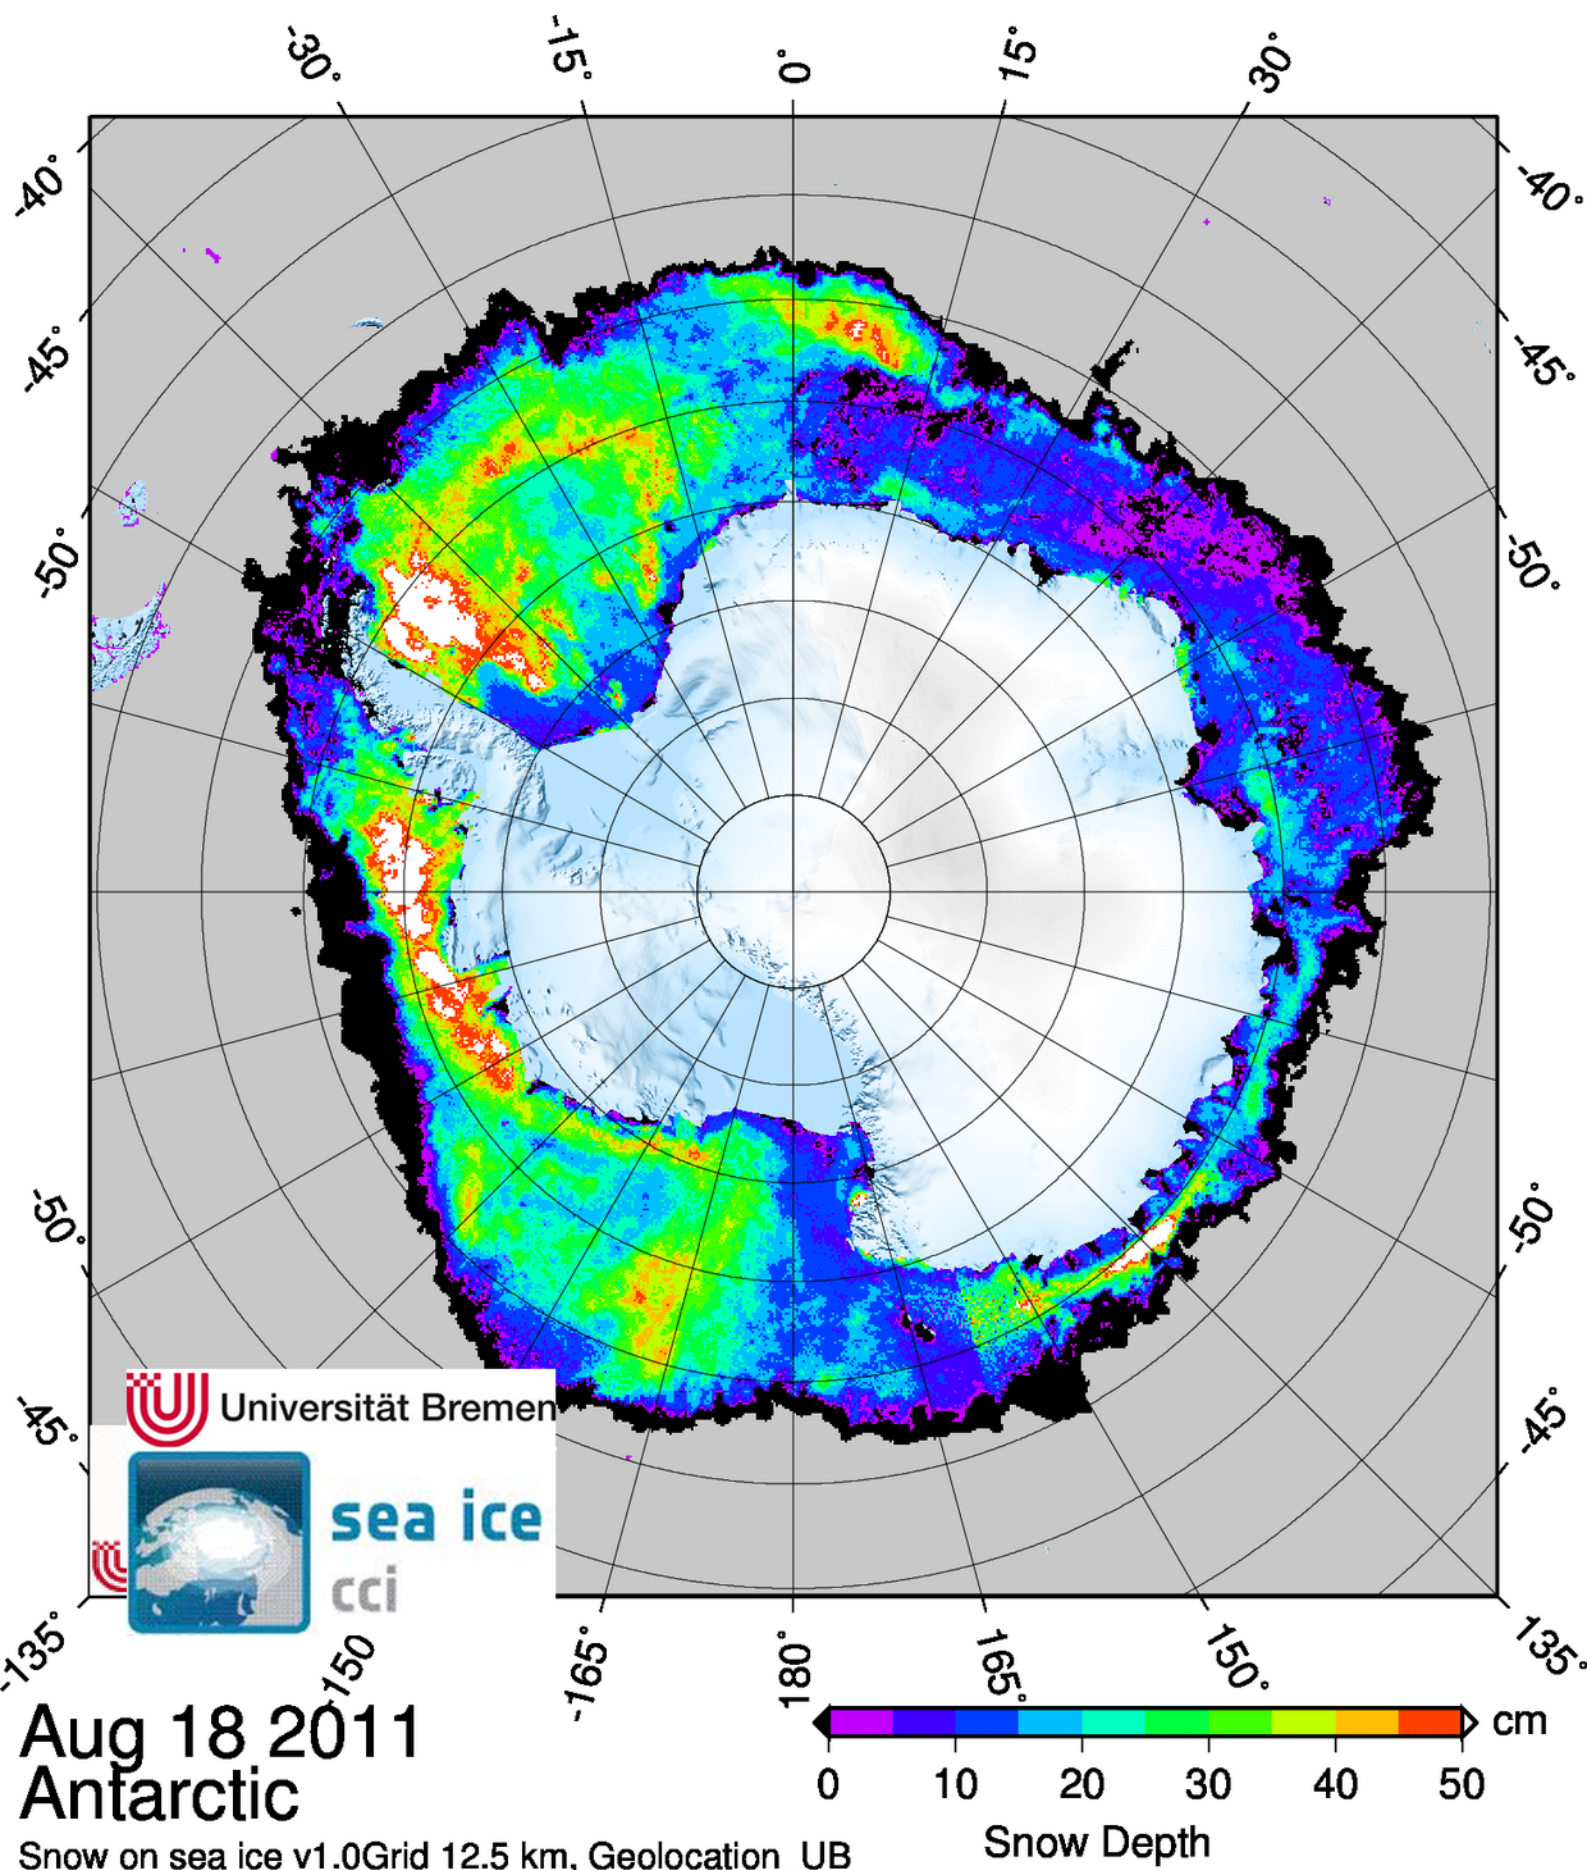 -30° -15° 0° 15° 30°
-40° -40°
-45° -45°
-50° -50°
-50° -50°
-45° -45°
Universität Bremen
sea ice
cci
-135° -150 -165° 180° 165° 150° 135°
Aug 18 2011
Antarctic
Snow on sea ice v1.0Grid 12.5 km, Geolocation UB
cm
0 10 20 30 40 50
Snow Depth